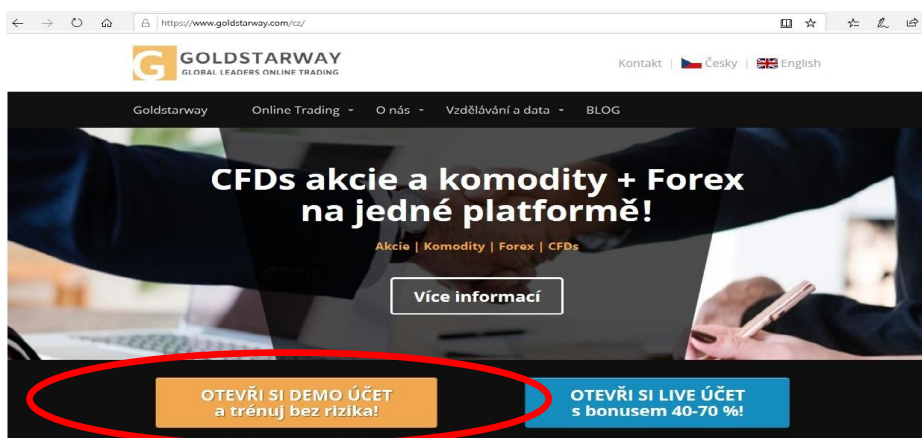 https://www.goldstarway.com/cz/
GOLDSTARWAY
GLOBAL LEADERS ONLINE TRADING
Kontakt | Česky | English
Goldstarway Online Trading O nás Vzdělávání a data BLOG
CFDs akcie a komodity + Forex
na jedné platformě!
Akcie | Komodity | Forex | CFDs
Více informací
OTEVŘI SI DEMO ÚČET
a trénuj bez rizika!
OTEVŘI SI LIVE ÚČET
s bonusem 40-70 %!